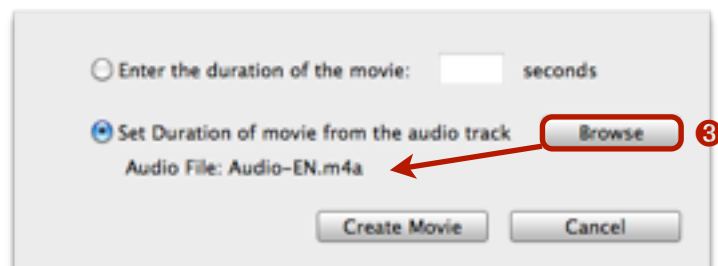 Enter the duration of the movie: seconds
Set Duration of movie from the audio track Browse 3
Audio File: Audio-EN.m4a
Create Movie Cancel